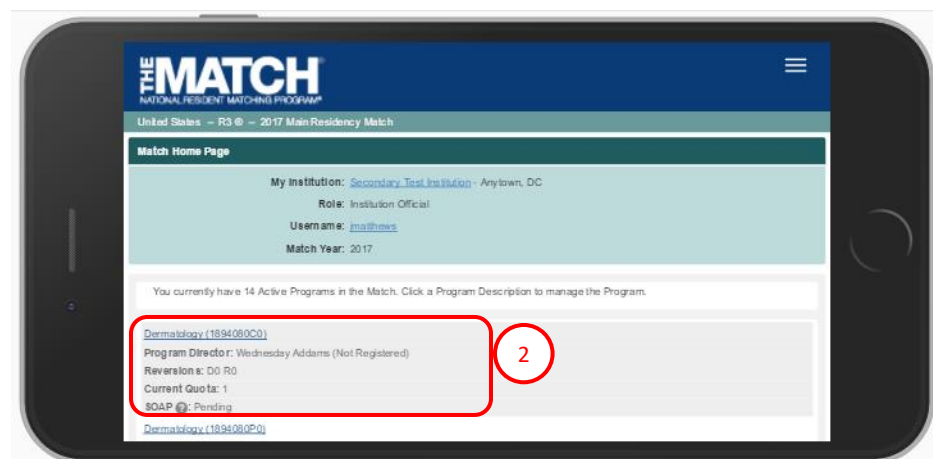 THE MATCH
NATIONAL RESIDENT MATCHING PROGRAM®
United States – R3 ® – 2017 Main Residency Match
Match Home Page
My Institution: Secondary Test Institution - Anytown, DC
Role: Institution Official
Username: jmatthews
Match Year: 2017
You currently have 14 Active Programs in the Match. Click a Program Description to manage the Program.
Dermatology (1894080C0)
Program Director: Wednesday Addams (Not Registered)
Reversions: D0 R0
Current Quota: 1
SOAP ?: Pending
2
Dermatology (1894080P0)